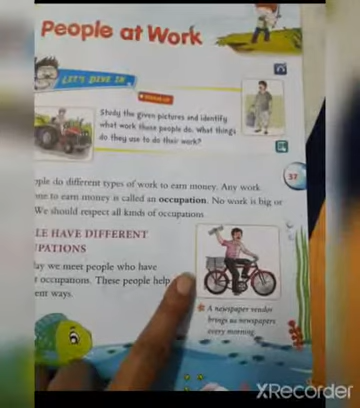 People at Work
LET'S DIVE IN
Study the given pictures and identify
what work these people do. What things
do they use to do their work?
37
ople do different types of work to earn money. Any work
one to earn money is called an occupation. No work is big or
We should respect all kinds of occupations.
LE HAVE DIFFERENT
UPATIONS
day we meet people who have
t occupations. These people help
ent ways.
A newspaper vendor
brings us newspapers
every morning.
XRecorder